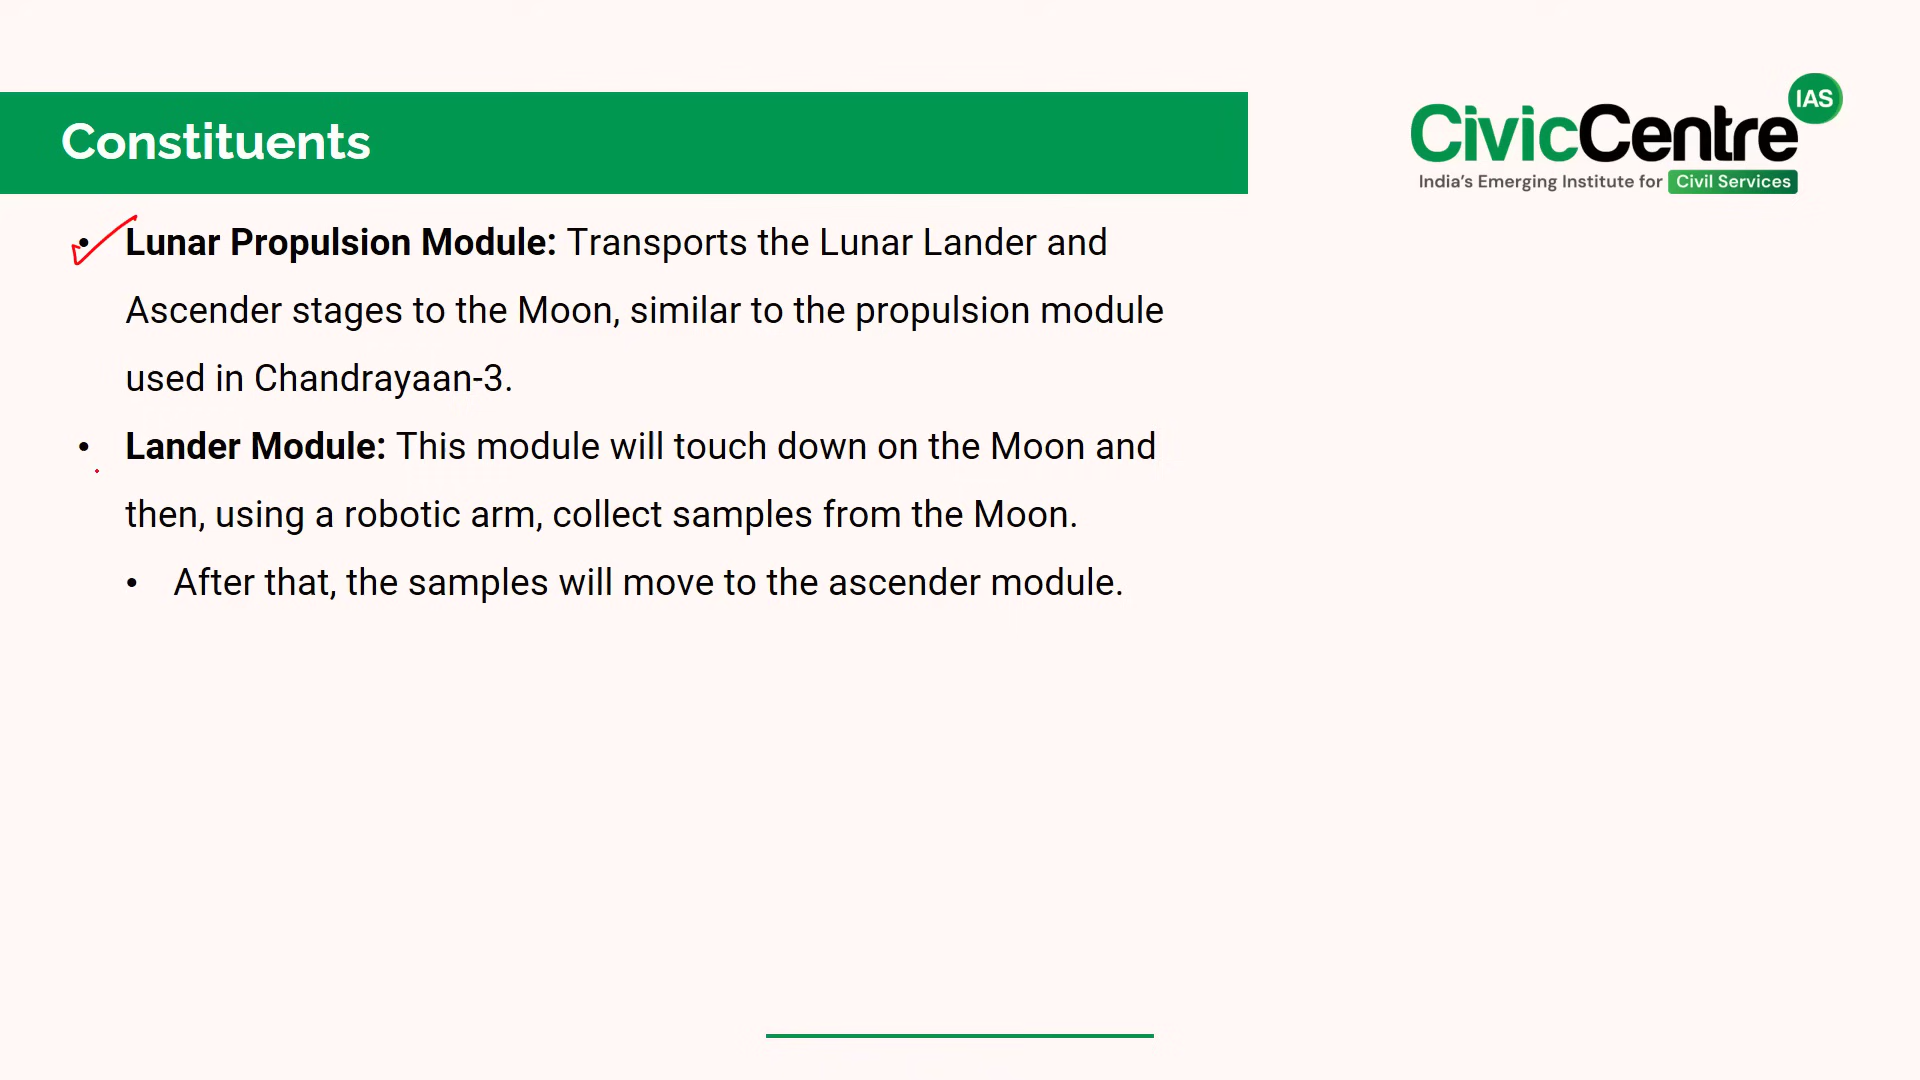 Constituents
CivicCentre IAS
India's Emerging Institute for Civil Services
• Lunar Propulsion Module: Transports the Lunar Lander and
Ascender stages to the Moon, similar to the propulsion module
used in Chandrayaan-3.
• Lander Module: This module will touch down on the Moon and
then, using a robotic arm, collect samples from the Moon.
• After that, the samples will move to the ascender module.